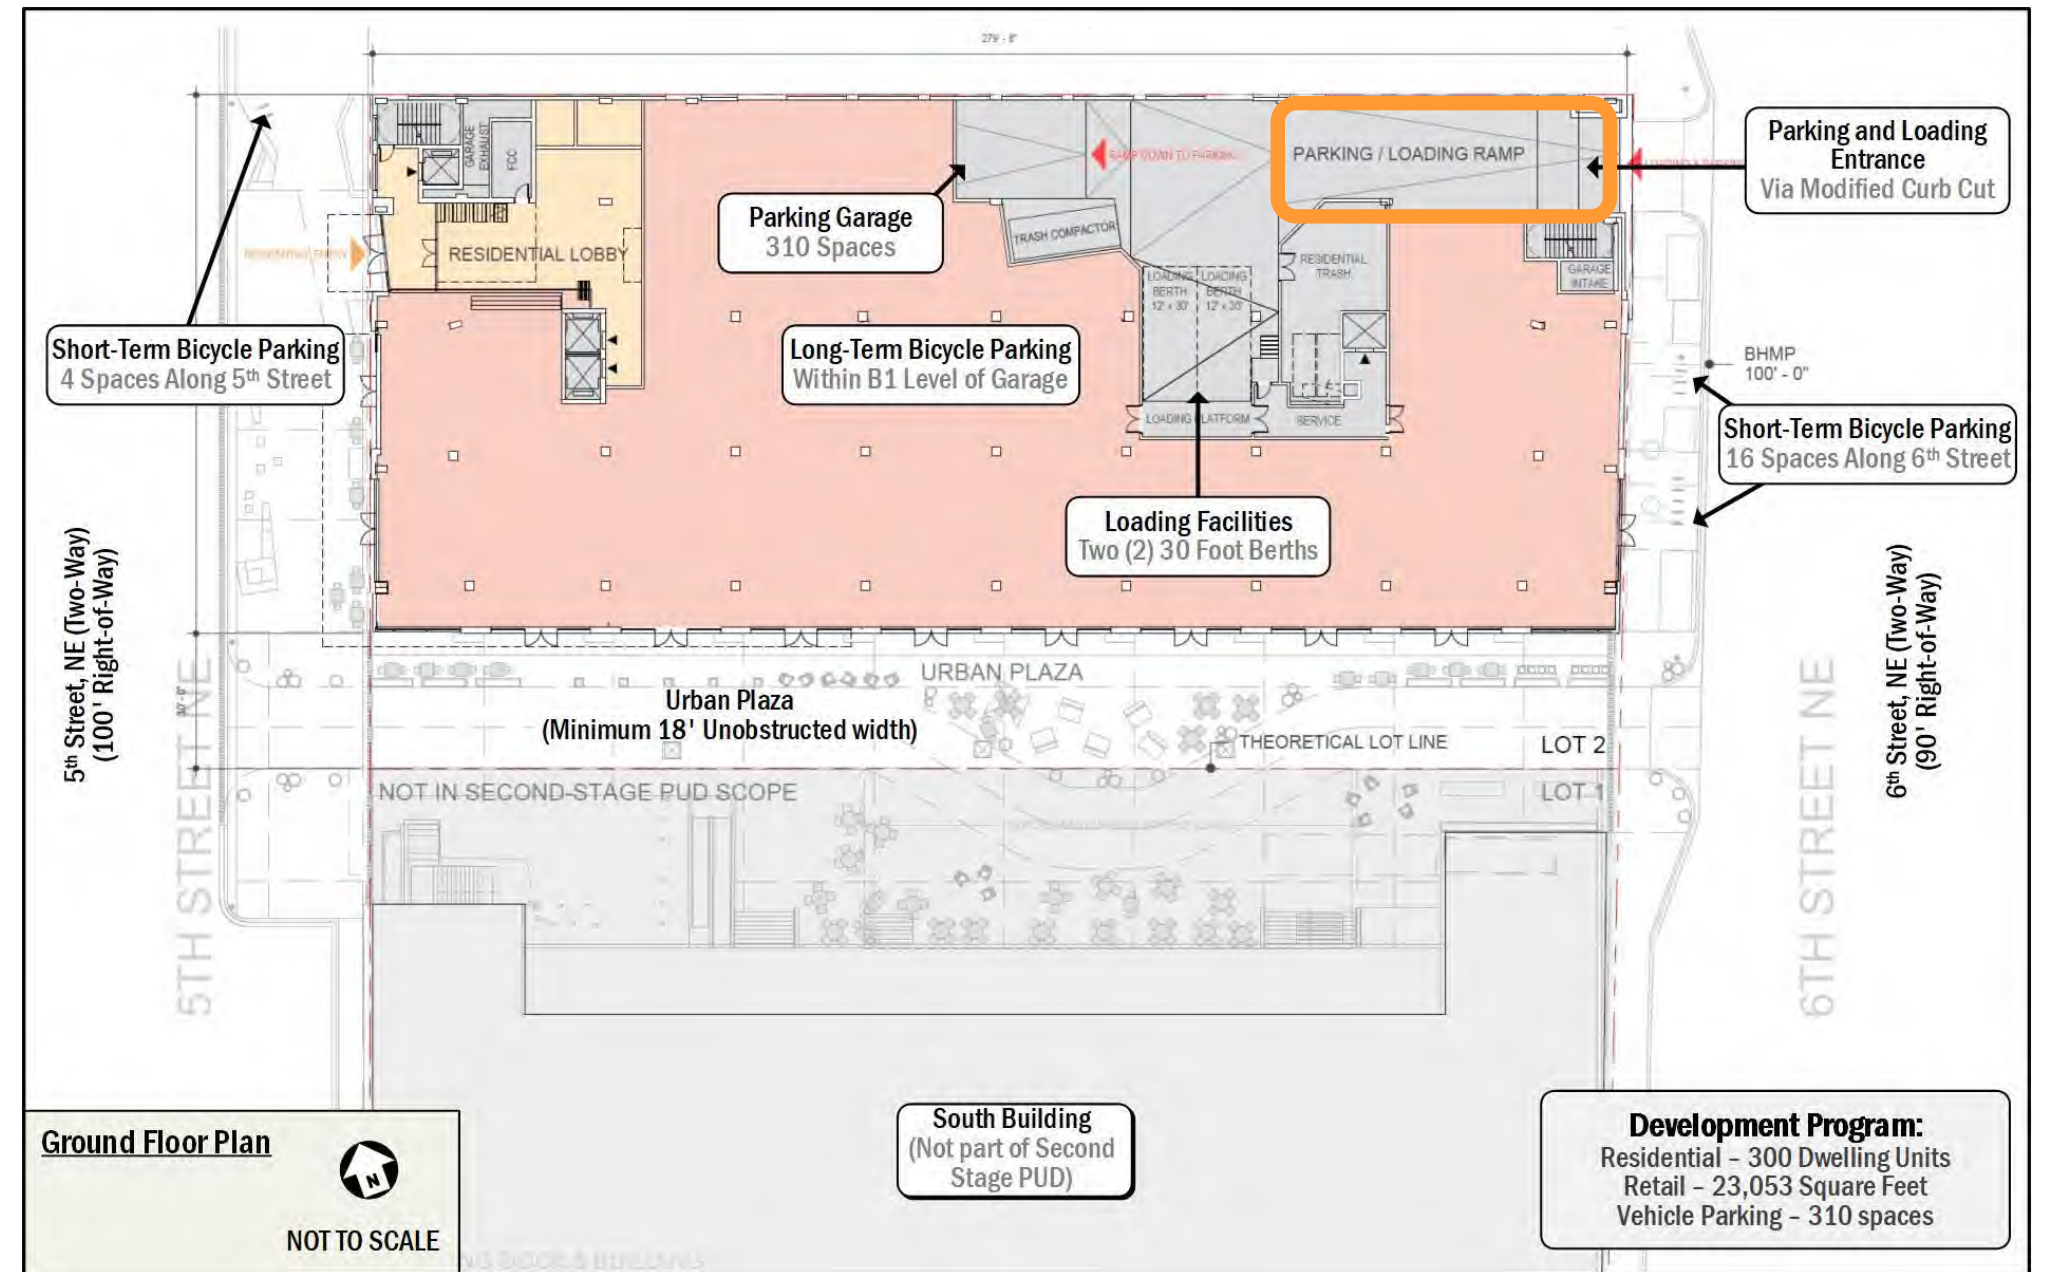 279' - 8"
GARAGE
EXHAUST
FCC
RAMP DOWN TO PARKING
PARKING / LOADING RAMP
Parking and Loading
Entrance
Via Modified Curb Cut
Parking Garage
310 Spaces
TRASH COMPACTOR
RESIDENTIAL LOBBY
RESIDENTIAL
TRASH
GARAGE
INTAKE
LOADING
BERTH
12' x 30'
LOADING
BERTH
12' x 30'
Short-Term Bicycle Parking
4 Spaces Along 5th Street
Long-Term Bicycle Parking
Within B1 Level of Garage
BHMP
100' - 0"
LOADING PLATFORM
SERVICE
Short-Term Bicycle Parking
16 Spaces Along 6th Street
Loading Facilities
Two (2) 30 Foot Berths
5th Street, NE (Two-Way)
(100' Right-of-Way)
6th Street, NE (Two-Way)
(90' Right-of-Way)
URBAN PLAZA
Urban Plaza
(Minimum 18' Unobstructed width)
THEORETICAL LOT LINE
LOT 2
NOT IN SECOND-STAGE PUD SCOPE
LOT 1
5TH STREET NE
6TH STREET NE
South Building
(Not part of Second
Stage PUD)
Ground Floor Plan
N
NOT TO SCALE
Development Program:
Residential – 300 Dwelling Units
Retail – 23,053 Square Feet
Vehicle Parking – 310 spaces